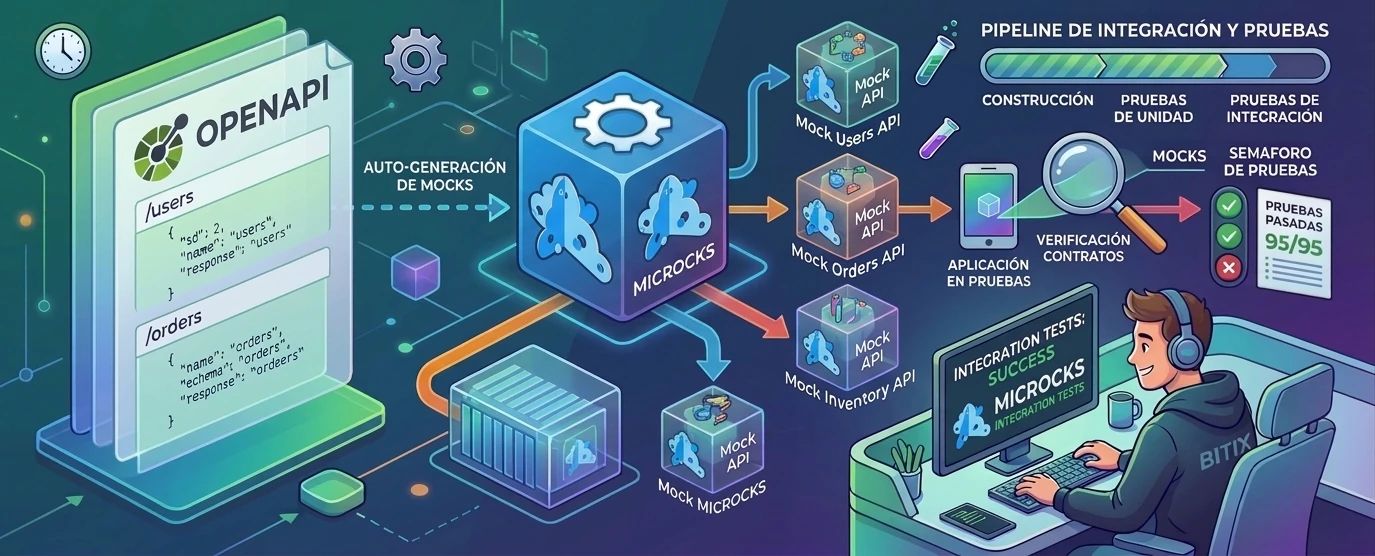 OPENAPI
/users
{ "sd": 2,
"name": "users",
"response": "users"
}
/orders
{ "name": "orders",
"echema": "orders",
"response": "ordeers"
}
AUTO-GENERACIÓN
DE MOCKS
MICROCKS
Mock
API
Mock Users API
Mock
API
Mock Orders API
Mock
API
Mock Inventory API
Mock
API
Mock MICROCKS
PIPELINE DE INTEGRACIÓN Y PRUEBAS
CONSTRUCCIÓN
PRUEBAS
DE UNIDAD
PRUEBAS DE
INTEGRACIÓN
APLICACIÓN
EN PRUEBAS
VERIFICACIÓN
CONTRATOS
MOCKS
SEMAFORO
DE PRUEBAS
PRUEBAS
PASADAS
95/95
INTEGRATION TESTS:
SUCCESS
MICROCKS
INTEGRATION TESTS
BITIX